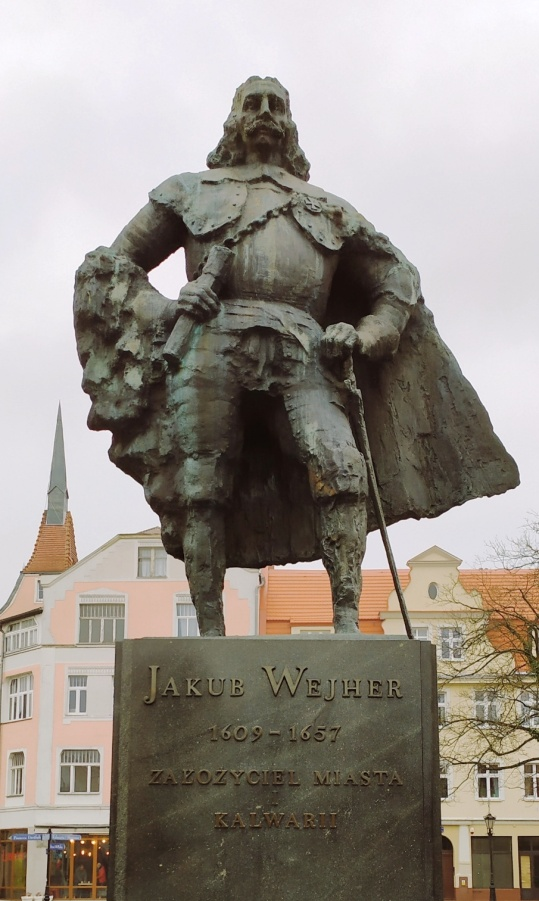 JAKUB WEJHER
1609-1657
ZAŁOŻYCIEL MIASTA
I
KALWARII